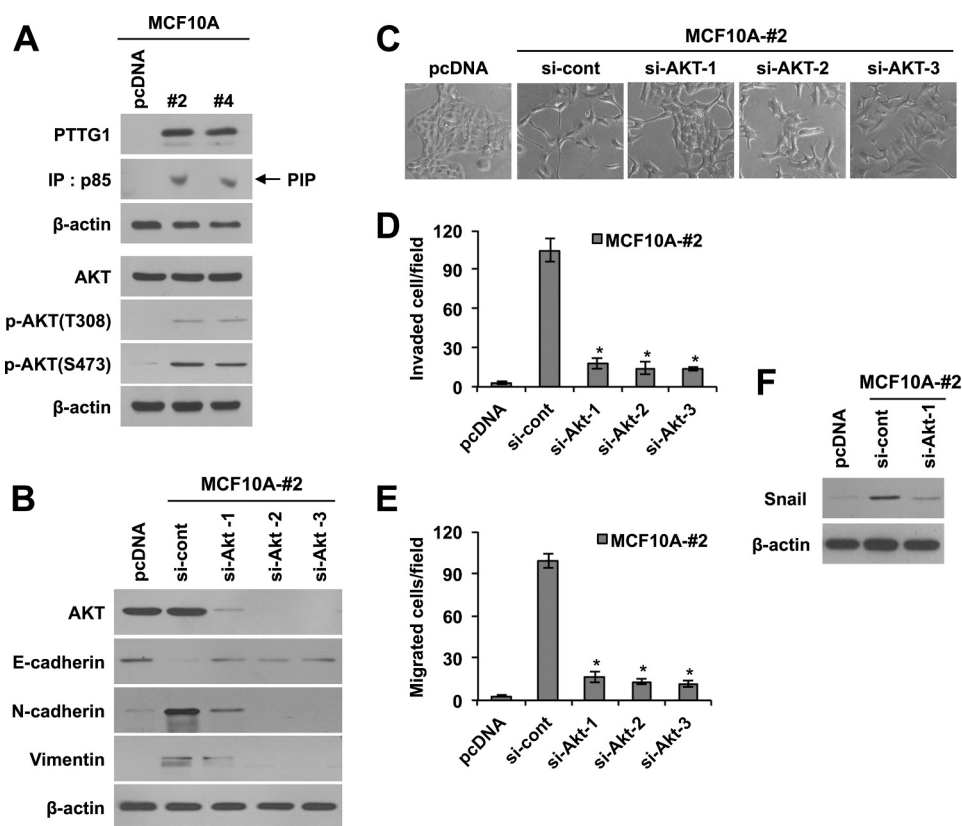 A
MCF10A
pcDNA
#2
#4
PTTG1
IP : p85
PIP
β-actin
AKT
p-AKT(T308)
p-AKT(S473)
β-actin
B
MCF10A-#2
pcDNA
si-cont
si-Akt -1
si-Akt -2
si-Akt -3
AKT
E-cadherin
N-cadherin
Vimentin
β-actin
C
MCF10A-#2
pcDNA
si-cont
si-AKT-1
si-AKT-2
si-AKT-3
D
Invaded cell/field
120
90
60
30
0
MCF10A-#2
*
*
*
pcDNA
si-cont
si-Akt-1
si-Akt-2
si-Akt-3
E
Migrated cells/field
120
90
60
30
0
MCF10A-#2
*
*
*
pcDNA
si-cont
si-Akt-1
si-Akt-2
si-Akt-3
F
MCF10A-#2
pcDNA
si-cont
si-Akt-1
Snail
β-actin